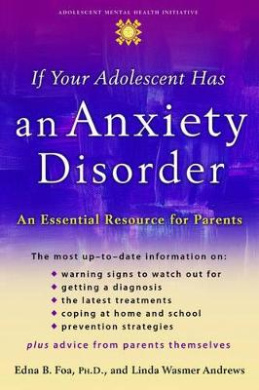 ADOLESCENT MENTAL HEALTH INITIATIVE
If Your Adolescent Has
an Anxiety
Disorder
An Essential Resource for Parents
The most up-to-date information on:
◆ warning signs to watch out for
◆ getting a diagnosis
◆ the latest treatments
◆ coping at home and school
◆ prevention strategies
plus advice from parents themselves
Edna B. Foa, PH.D., and Linda Wasmer Andrews